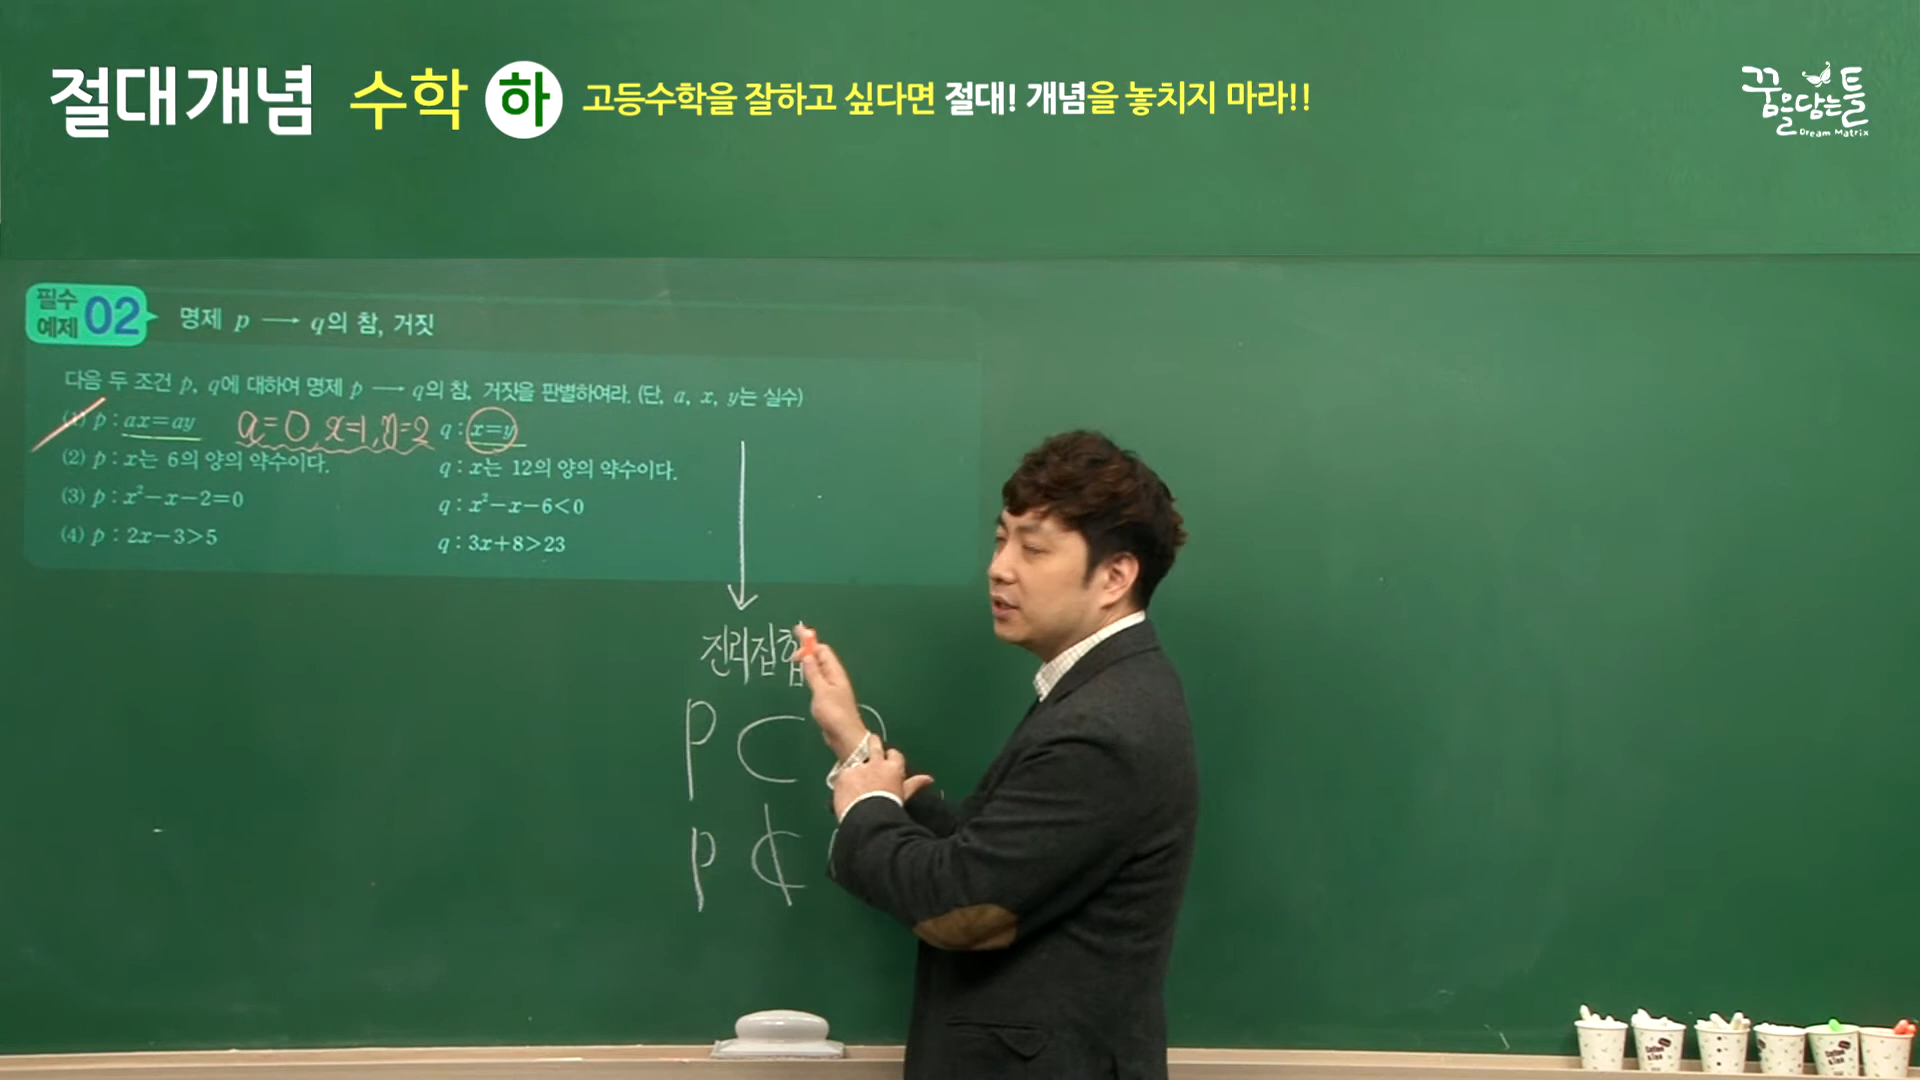 절대개념 수학 하 고등수학을 잘하고 싶다면 절대! 개념을 놓치지 마라!!
꿈을담는틀
Dream Matrix
필수 예제 02 명제 p → q의 참, 거짓
다음 두 조건 p, q에 대하여 명제 p → q의 참, 거짓을 판별하여라. (단, a, x, y는 실수)
(1) p : ax=ay a=0, x=1, y=2 q : x=y
(2) p : x는 6의 양의 약수이다. q : x는 12의 양의 약수이다.
(3) p : x²-x-2=0 q : x²-x-6<0
(4) p : 2x-3>5 q : 3x+8>23
진리집합
P ⊂
P ⊄